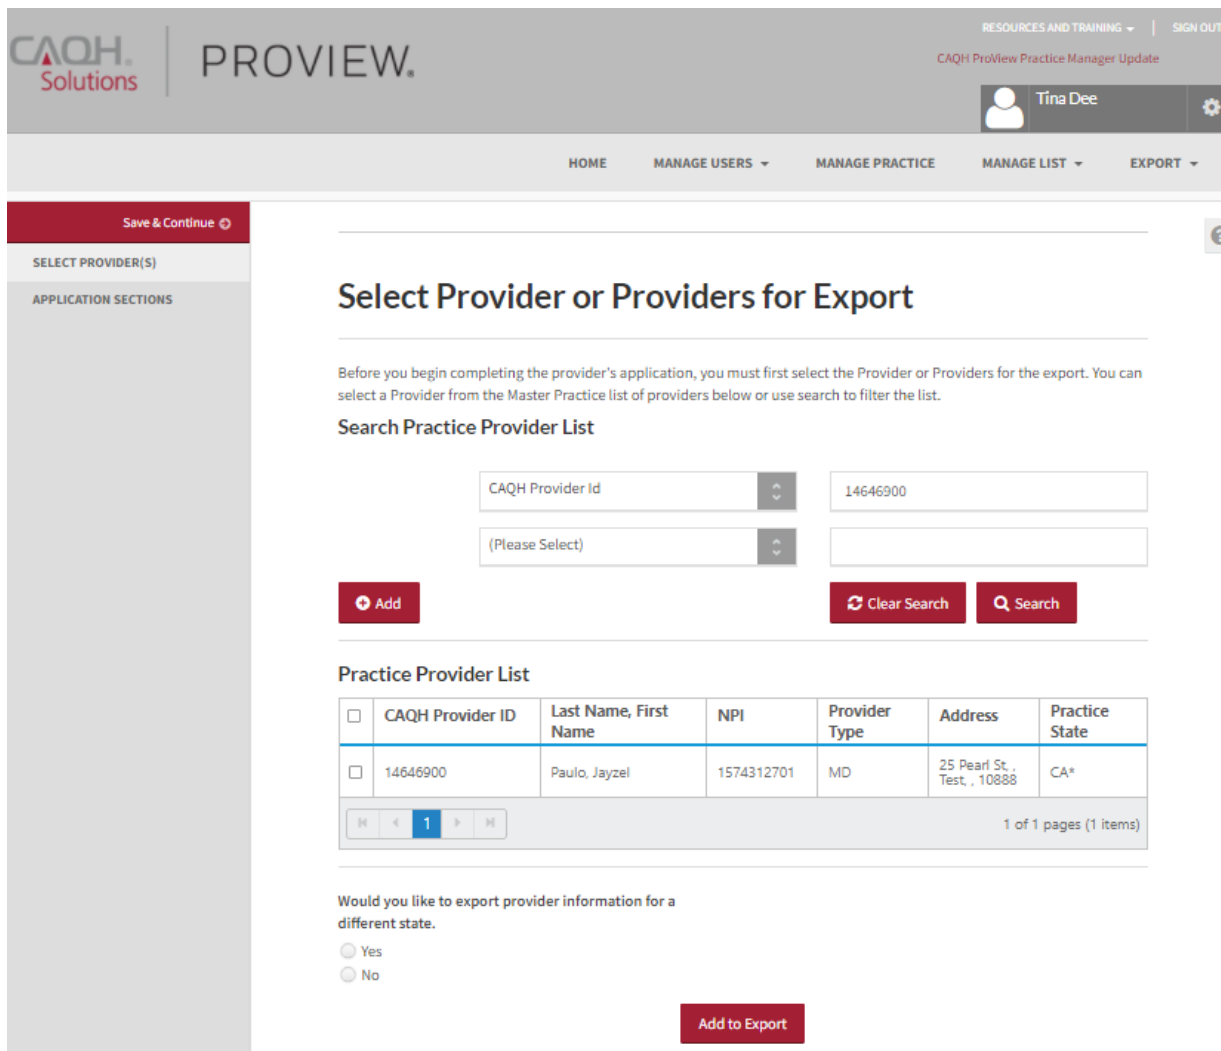 RESOURCES AND TRAINING
SIGN OUT
CAQH.
Solutions
PROVIEW.
CAQH ProView Practice Manager Update
Tina Dee
HOME
MANAGE USERS
MANAGE PRACTICE
MANAGE LIST
EXPORT
Save & Continue
SELECT PROVIDER(S)
APPLICATION SECTIONS
Select Provider or Providers for Export
Before you begin completing the provider's application, you must first select the Provider or Providers for the export. You can
select a Provider from the Master Practice list of providers below or use search to filter the list.
Search Practice Provider List
CAQH Provider Id
14646900
(Please Select)
Add
Clear Search
Search
Practice Provider List
CAQH Provider ID
Last Name, First
Name
NPI
Provider
Type
Address
Practice
State
14646900
Paulo, Jayzel
1574312701
MD
25 Pearl St, ,
Test, , 10888
CA*
1
1 of 1 pages (1 items)
Would you like to export provider information for a
different state.
Yes
No
Add to Export